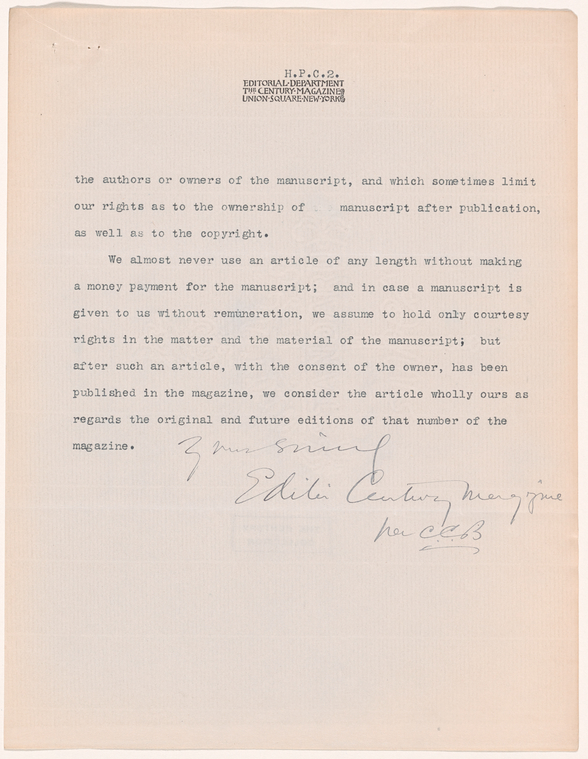 H.P.C.2.
EDITORIAL·DEPARTMENT
THE CENTURY·MAGAZINE
UNION·SQUARE·NEW·YORK
the authors or owners of the manuscript, and which sometimes limit
our rights as to the ownership of manuscript after publication,
as well as to the copyright.
We almost never use an article of any length without making
a money payment for the manuscript; and in case a manuscript is
given to us without remuneration, we assume to hold only courtesy
rights in the matter and the material of the manuscript; but
after such an article, with the consent of the owner, has been
published in the magazine, we consider the article wholly ours as
regards the original and future editions of that number of the
magazine.
Yours sincerely
Editor Century Magazine
per C.C.B